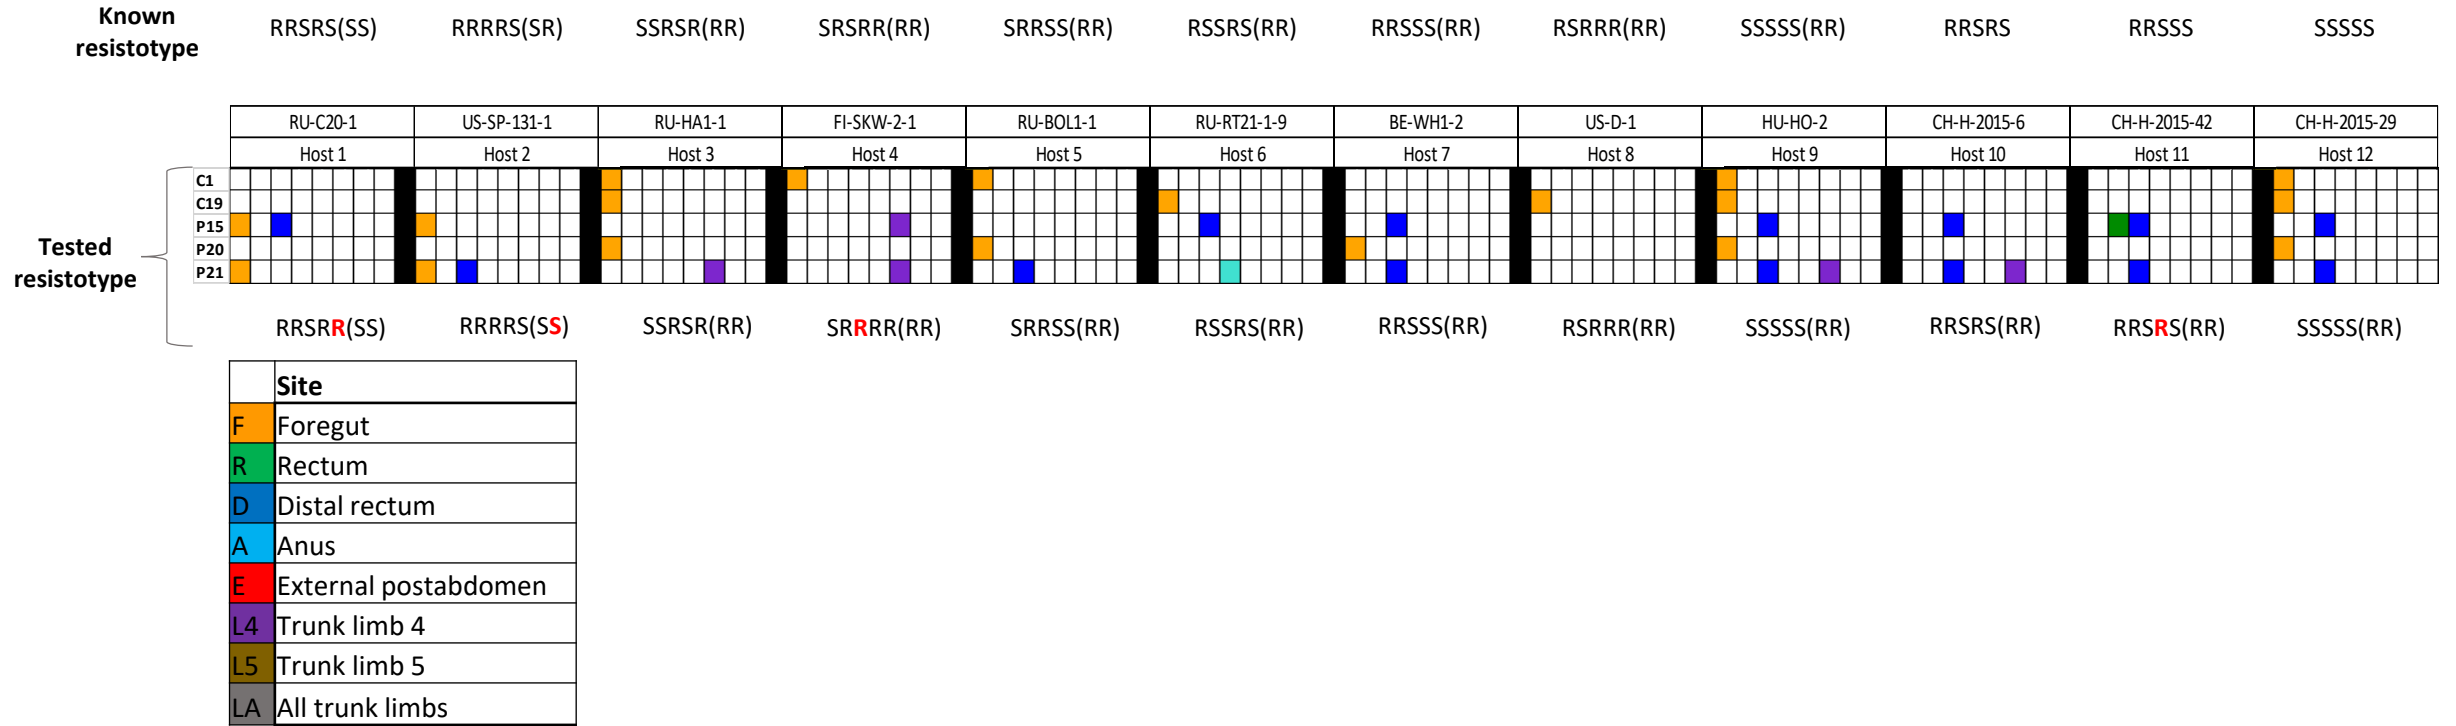 Known resistotype
RRSRS(SS) RRRRS(SR) SSRSR(RR) SRSRR(RR) SRRSS(RR) RSSRS(RR) RRSSS(RR) RSRRR(RR) SSSSS(RR) RRSRS RRSSS SSSSS
RU-C20-1 US-SP-131-1 RU-HA1-1 FI-SKW-2-1 RU-BOL1-1 RU-RT21-1-9 BE-WH1-2 US-D-1 HU-HO-2 CH-H-2015-6 CH-H-2015-42 CH-H-2015-29
Host 1 Host 2 Host 3 Host 4 Host 5 Host 6 Host 7 Host 8 Host 9 Host 10 Host 11 Host 12
Tested resistotype
C1
C19
P15
P20
P21
RRSRR(SS) RRRRS(SS) SSRSR(RR) SRRRR(RR) SRRSS(RR) RSSRS(RR) RRSSS(RR) RSRRR(RR) SSSSS(RR) RRSRS(RR) RRSRS(RR) SSSSS(RR)
Site
F Foregut
R Rectum
D Distal rectum
A Anus
E External postabdomen
L4 Trunk limb 4
L5 Trunk limb 5
LA All trunk limbs